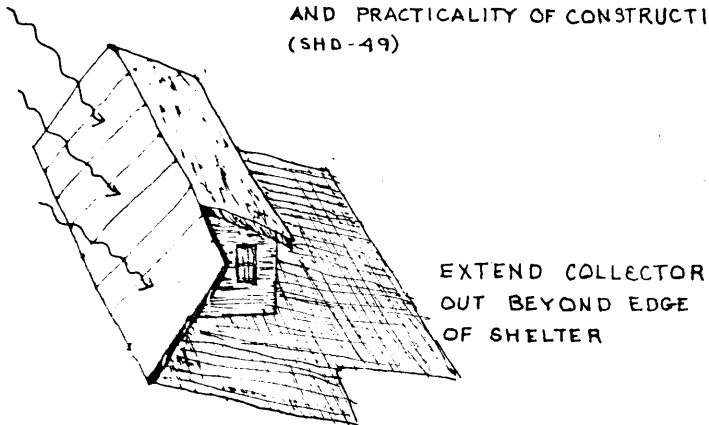 AND PRACTICALITY OF CONSTRUCTI
(SHD-49)
EXTEND COLLECTOR
OUT BEYOND EDGE
OF SHELTER